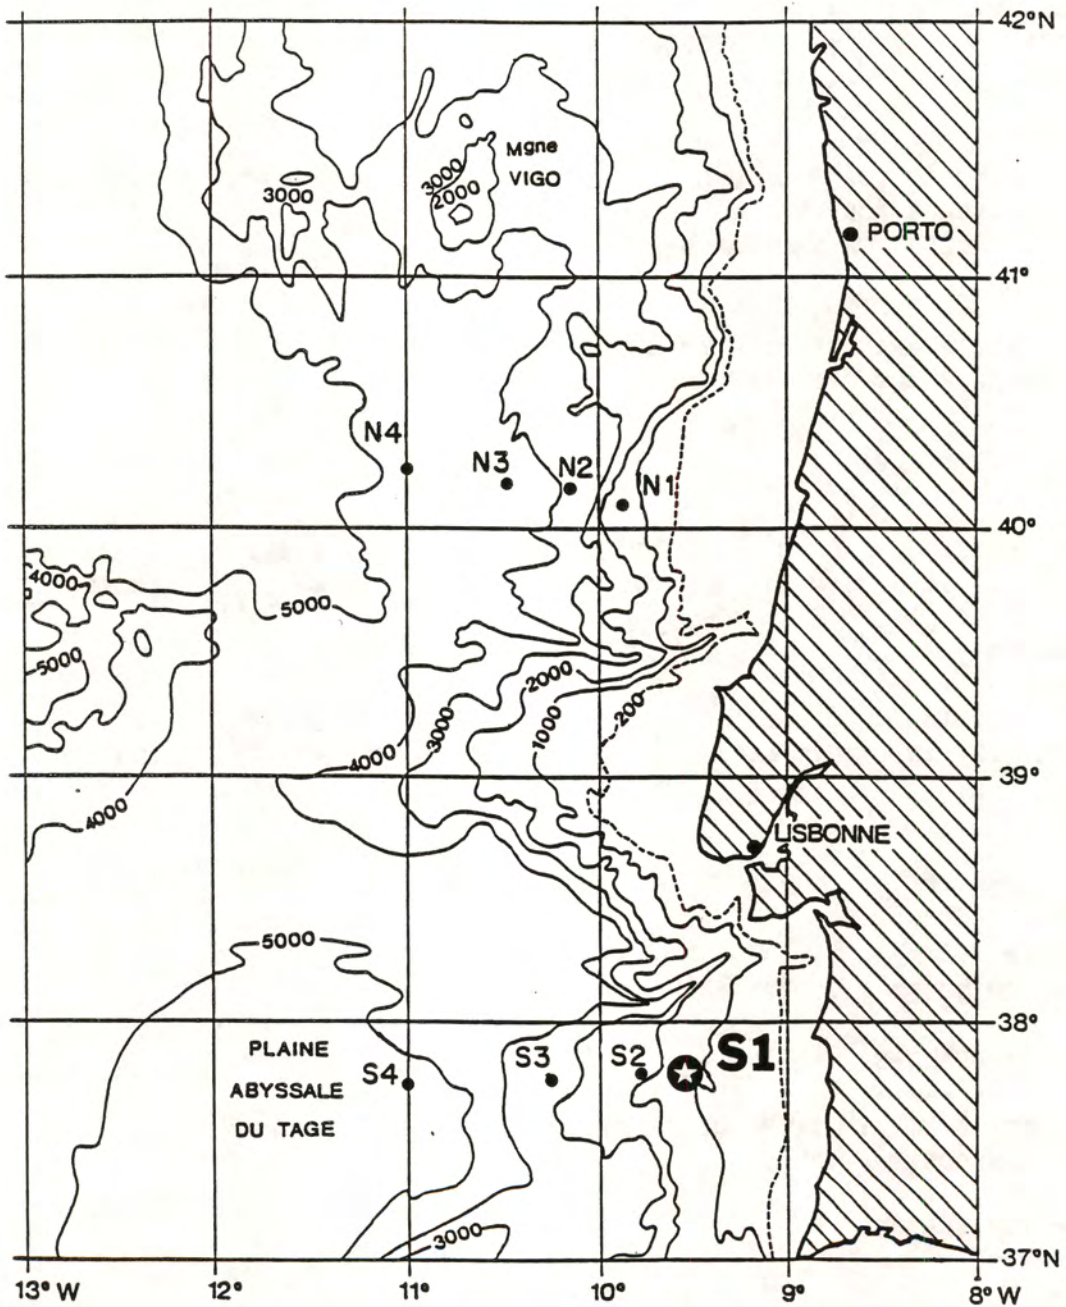 42°N
Mgne
VIGO
3000
2000
3000
PORTO
41°
N4
N3
N2
N1
40°
4000
5000
5000
2000
200
1000
3000
4000
39°
4000
LISBONNE
5000
38°
PLAINE
ABYSSALE
DU TAGE
S4
S3
S2
S1
3000
37°N
13° W
12°
11°
10°
9°
8° W